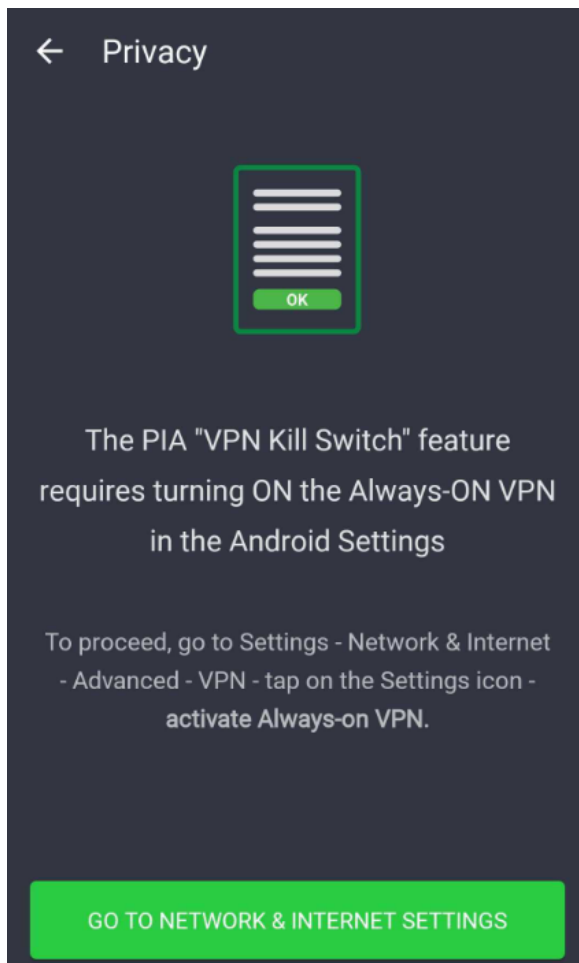 Privacy
OK
The PIA "VPN Kill Switch" feature
requires turning ON the Always-ON VPN
in the Android Settings
To proceed, go to Settings - Network & Internet
- Advanced - VPN - tap on the Settings icon -
activate Always-on VPN.
GO TO NETWORK & INTERNET SETTINGS